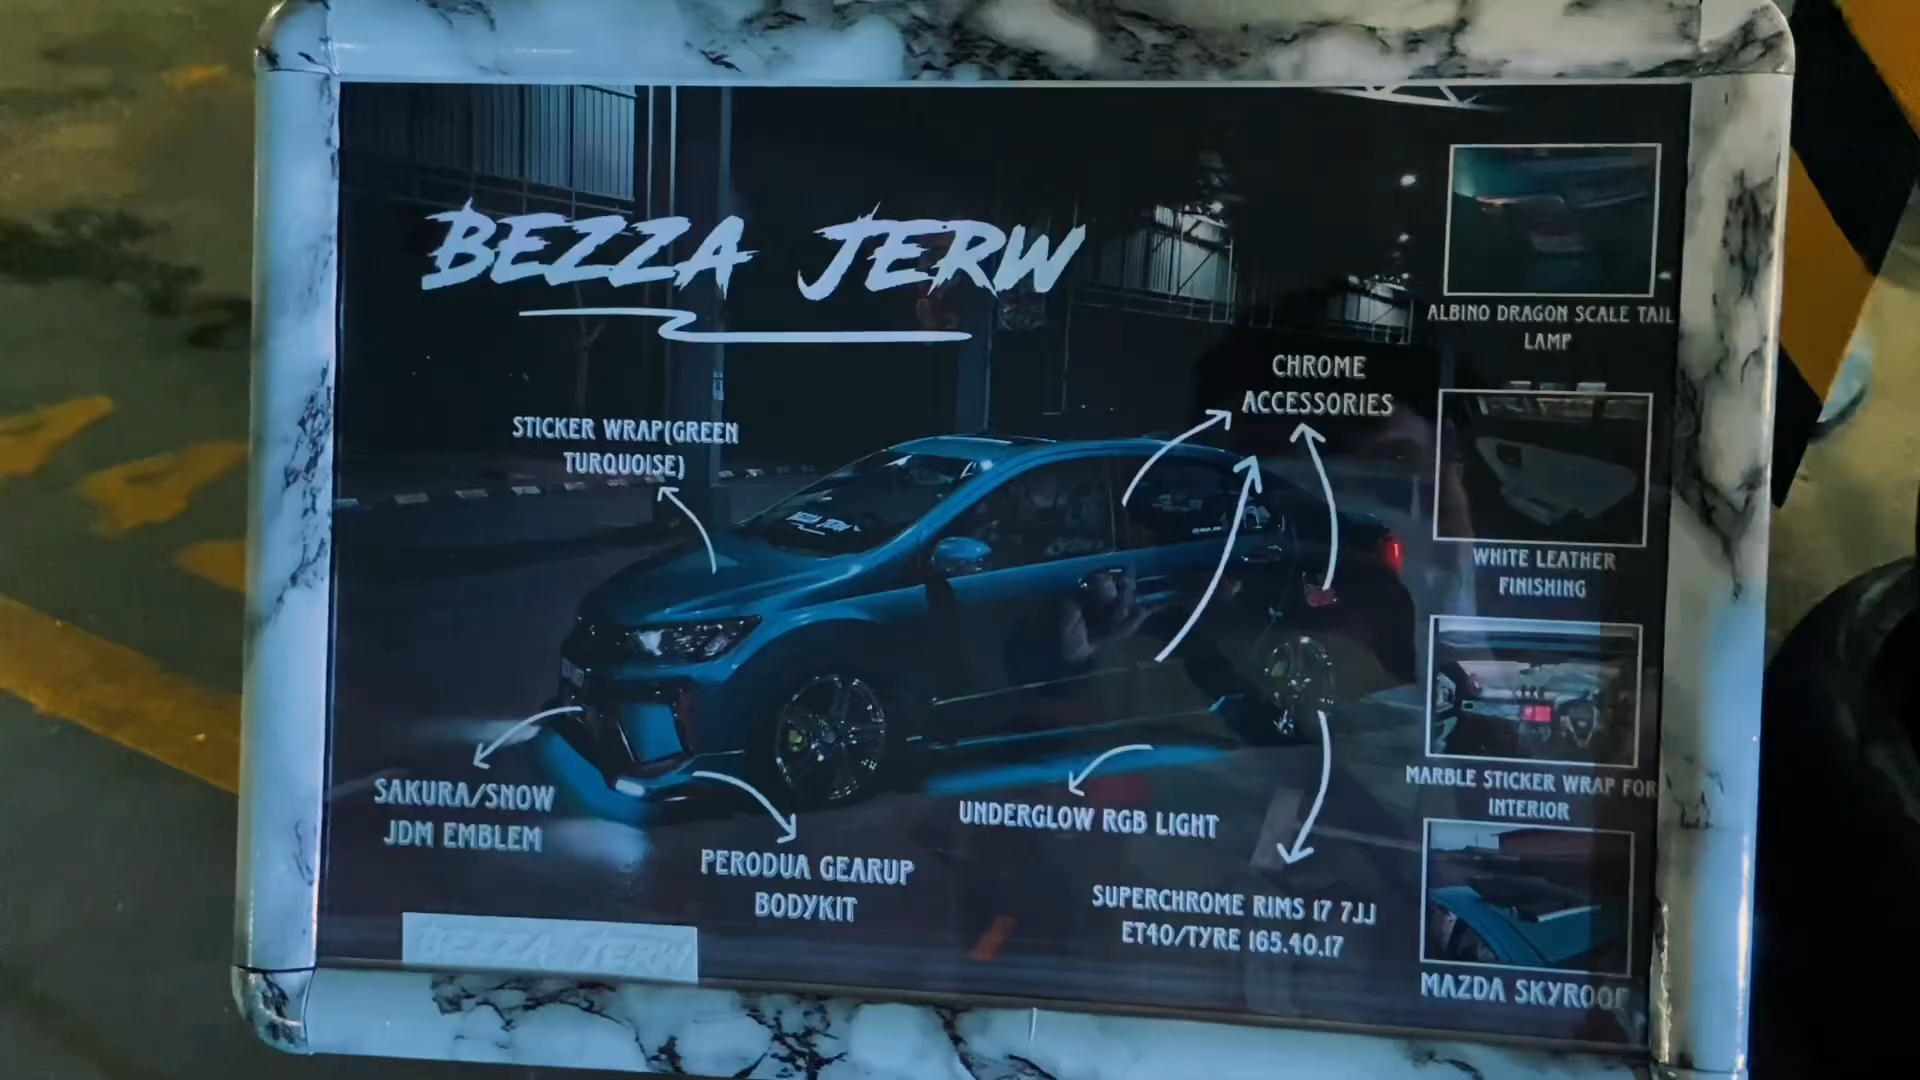 BEZZA JERW
STICKER WRAP(GREEN
TURQUOISE)
CHROME
ACCESSORIES
BEZZA JERW
SAKURA/SNOW
JDM EMBLEM
PERODUA GEARUP
BODYKIT
UNDERGLOW RGB LIGHT
SUPERCHROME RIMS 17 7JJ
ET40/TYRE 165.40.17
BEZZA JERW
ALBINO DRAGON SCALE TAIL
LAMP
WHITE LEATHER
FINISHING
MARBLE STICKER WRAP FOR
INTERIOR
MAZDA SKYROOF